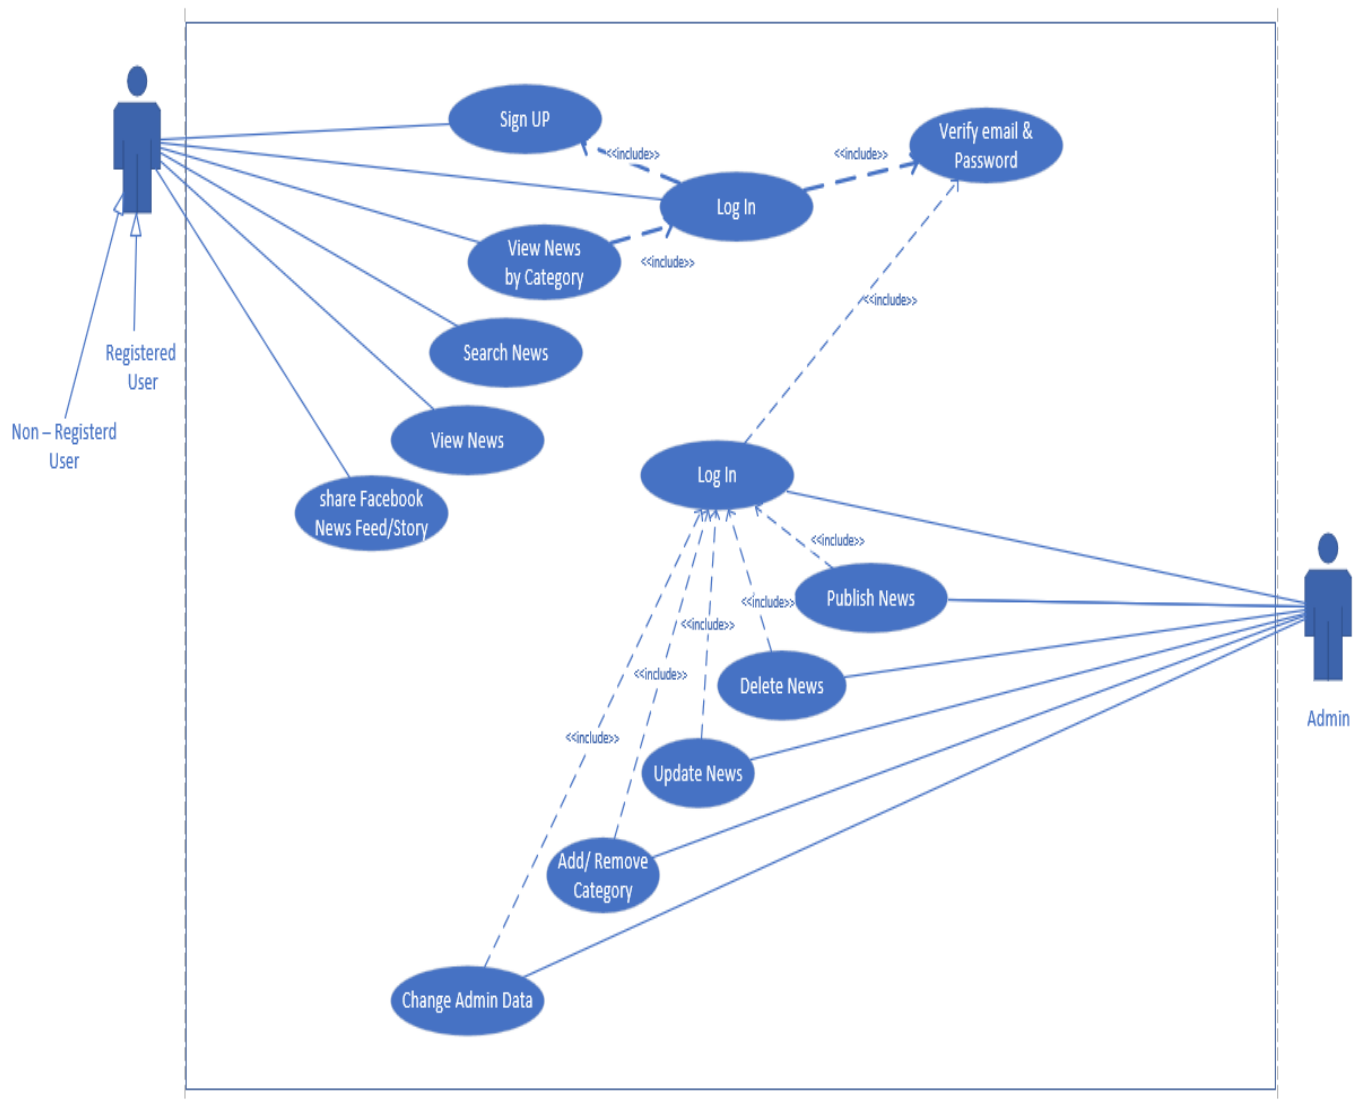 Sign UP
Verify email &
Password
<<include>>
<<include>>
Log In
View News
by Category
<<include>>
<<include>>
Search News
Registered
User
Non – Registerd
User
View News
Log In
share Facebook
News Feed/Story
<<include>>
Publish News
<<include>>
<<include>>
<<include>>
Delete News
Admin
<<include>>
Update News
Add/ Remove
Category
Change Admin Data